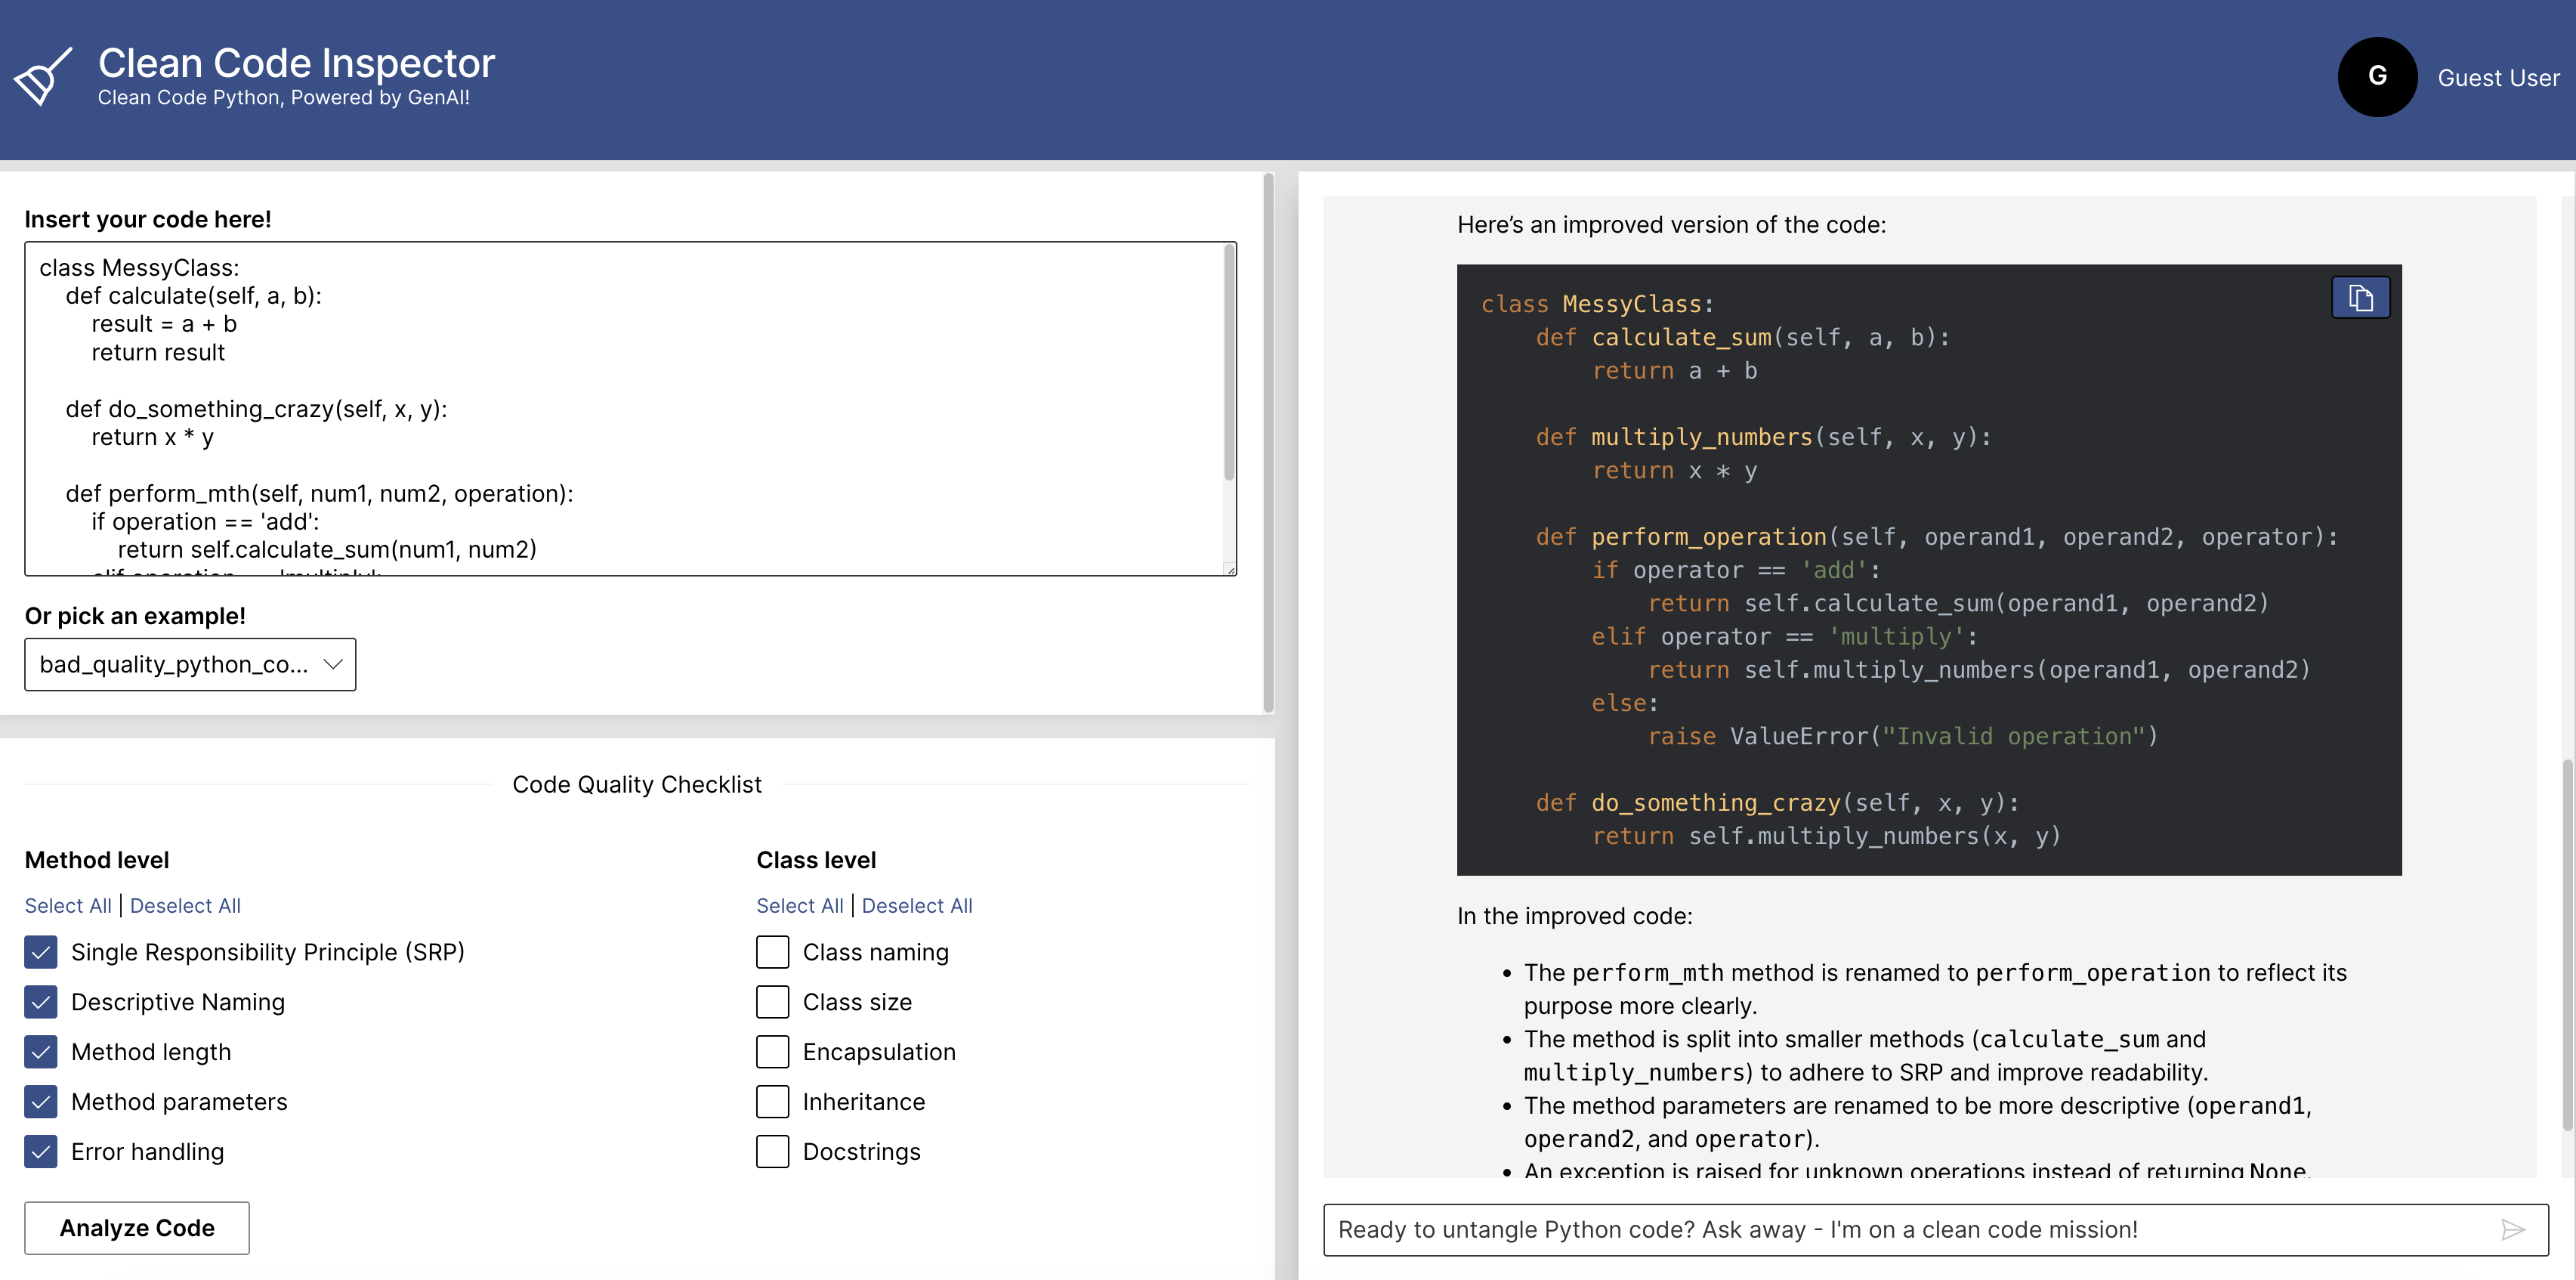 Clean Code Inspector
Clean Code Python, Powered by GenAI!
G
Guest User
Insert your code here!
class MessyClass:
    def calculate(self, a, b):
        result = a + b
        return result
    def do_something_crazy(self, x, y):
        return x * y
    def perform_mth(self, num1, num2, operation):
        if operation == 'add':
            return self.calculate_sum(num1, num2)
        elif operation == 'multiply':
Or pick an example!
bad_quality_python_co...
Code Quality Checklist
Method level
Select All | Deselect All
Single Responsibility Principle (SRP)
Descriptive Naming
Method length
Method parameters
Error handling
Class level
Select All | Deselect All
Class naming
Class size
Encapsulation
Inheritance
Docstrings
Analyze Code
Here’s an improved version of the code:
class MessyClass:
    def calculate_sum(self, a, b):
        return a + b
    def multiply_numbers(self, x, y):
        return x * y
    def perform_operation(self, operand1, operand2, operator):
        if operator == 'add':
            return self.calculate_sum(operand1, operand2)
        elif operator == 'multiply':
            return self.multiply_numbers(operand1, operand2)
        else:
            raise ValueError("Invalid operation")
    def do_something_crazy(self, x, y):
        return self.multiply_numbers(x, y)
In the improved code:
• The perform_mth method is renamed to perform_operation to reflect its
purpose more clearly.
• The method is split into smaller methods (calculate_sum and
multiply_numbers) to adhere to SRP and improve readability.
• The method parameters are renamed to be more descriptive (operand1,
operand2, and operator).
• An exception is raised for unknown operations instead of returning None.
Ready to untangle Python code? Ask away - I'm on a clean code mission!